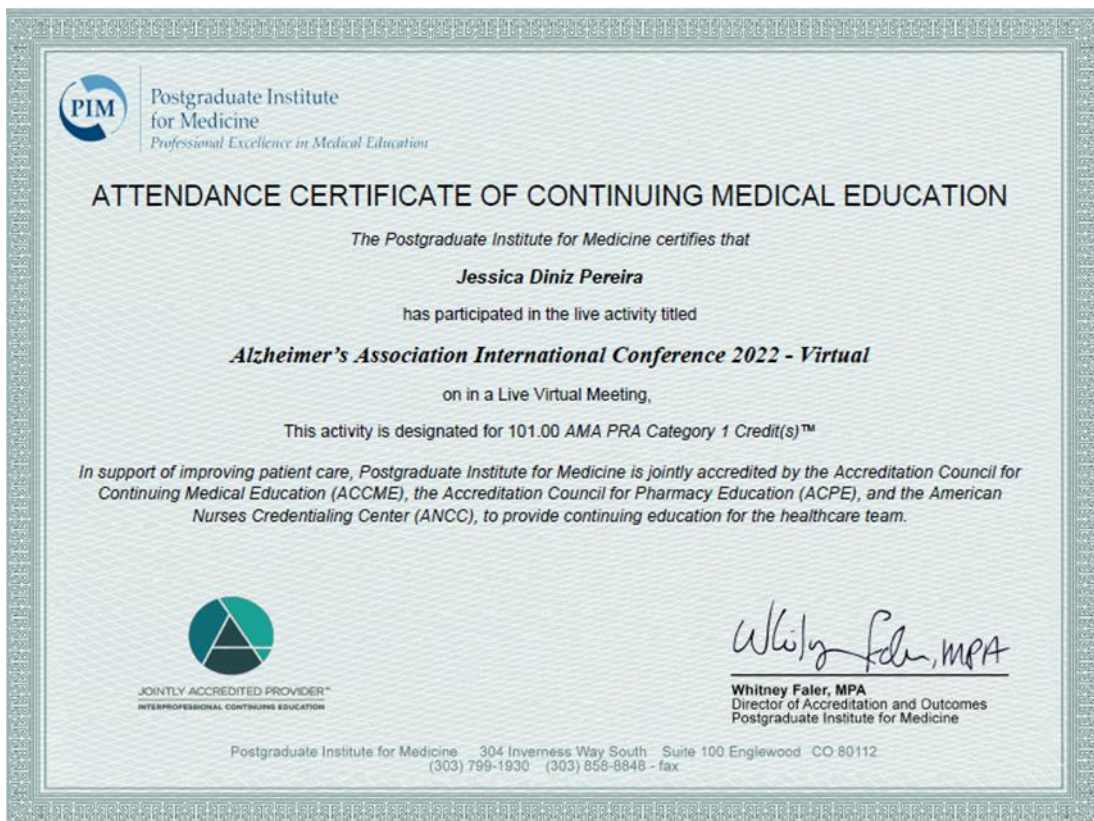 PIM
Postgraduate Institute
for Medicine
Professional Excellence in Medical Education
ATTENDANCE CERTIFICATE OF CONTINUING MEDICAL EDUCATION
The Postgraduate Institute for Medicine certifies that
Jessica Diniz Pereira
has participated in the live activity titled
Alzheimer's Association International Conference 2022 - Virtual
on in a Live Virtual Meeting,
This activity is designated for 101.00 AMA PRA Category 1 Credit(s)™
In support of improving patient care, Postgraduate Institute for Medicine is jointly accredited by the Accreditation Council for
Continuing Medical Education (ACCME), the Accreditation Council for Pharmacy Education (ACPE), and the American
Nurses Credentialing Center (ANCC), to provide continuing education for the healthcare team.
JOINTLY ACCREDITED PROVIDER™
INTERPROFESSIONAL CONTINUING EDUCATION
Whitney Faler, MPA
Whitney Faler, MPA
Director of Accreditation and Outcomes
Postgraduate Institute for Medicine
Postgraduate Institute for Medicine 304 Inverness Way South Suite 100 Englewood CO 80112
(303) 799-1930 (303) 858-8848 - fax